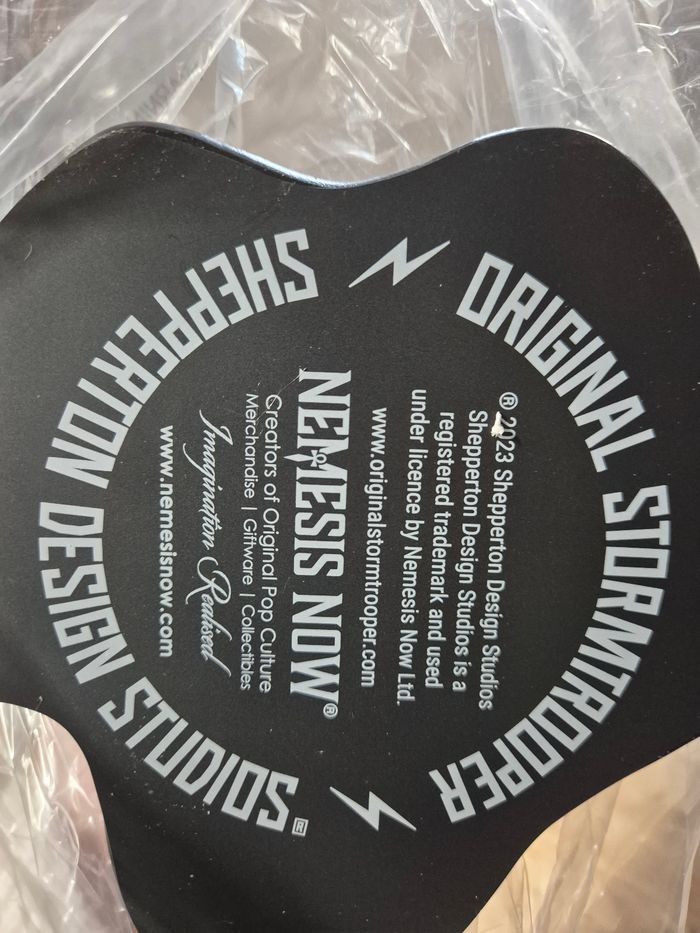 ORIGINAL STORMTROOPER
® 2023 Shepperton Design Studios
Shepperton Design Studios is a
registered trademark and used
under licence by Nemesis Now Ltd.
www.originalstormtrooper.com
NEMESIS NOW®
Creators of Original Pop Culture
Merchandise | Giftware | Collectibles
Imagination Realised
www.nemesisnow.com
SHEPPERTON DESIGN STUDIOS®